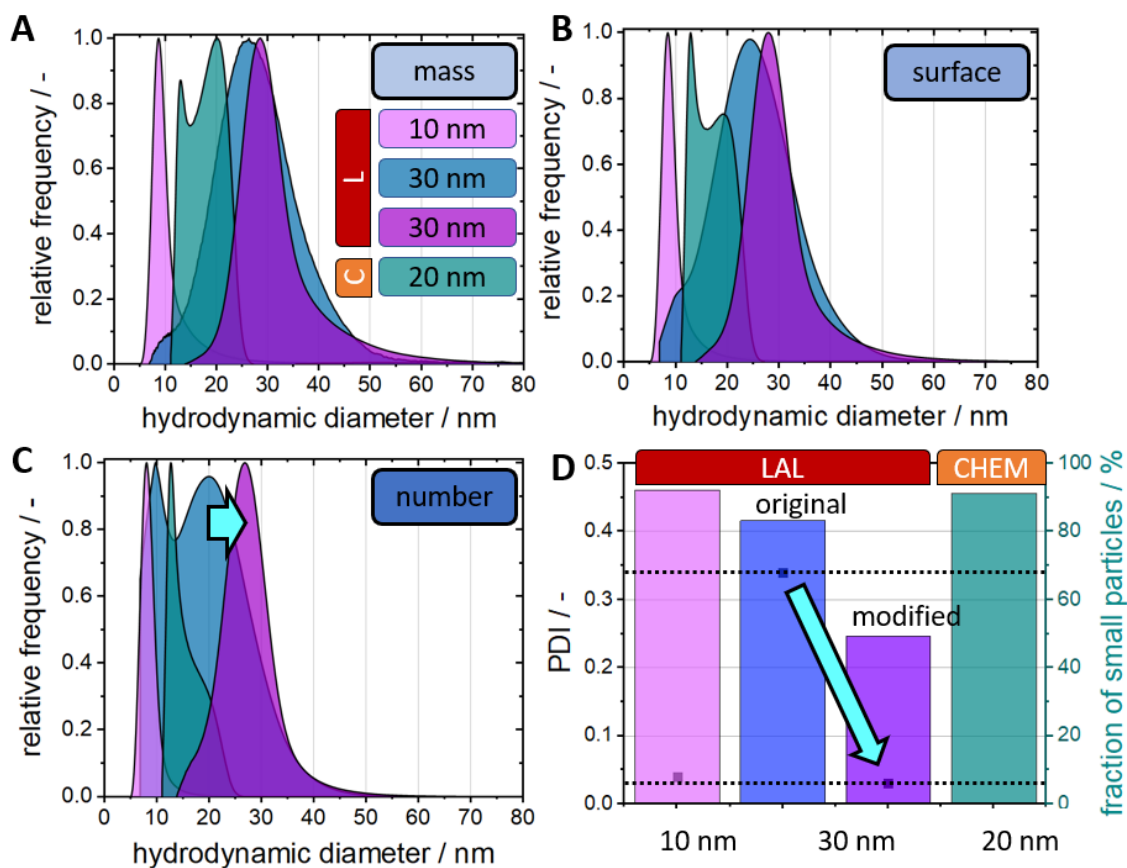 A
relative frequency / -
1.0
0.8
0.6
0.4
0.2
0.0
0 10 20 30 40 50 60 70 80
hydrodynamic diameter / nm
mass
L
10 nm
30 nm
30 nm
C
20 nm
B
relative frequency / -
1.0
0.8
0.6
0.4
0.2
0.0
0 10 20 30 40 50 60 70 80
hydrodynamic diameter / nm
surface
C
relative frequency / -
1.0
0.8
0.6
0.4
0.2
0.0
0 10 20 30 40 50 60 70 80
hydrodynamic diameter / nm
number
D
LAL
CHEM
original
modified
PDI / -
0.5
0.4
0.3
0.2
0.1
0.0
10 nm
30 nm
20 nm
100
80
60
40
20
0
fraction of small particles / %